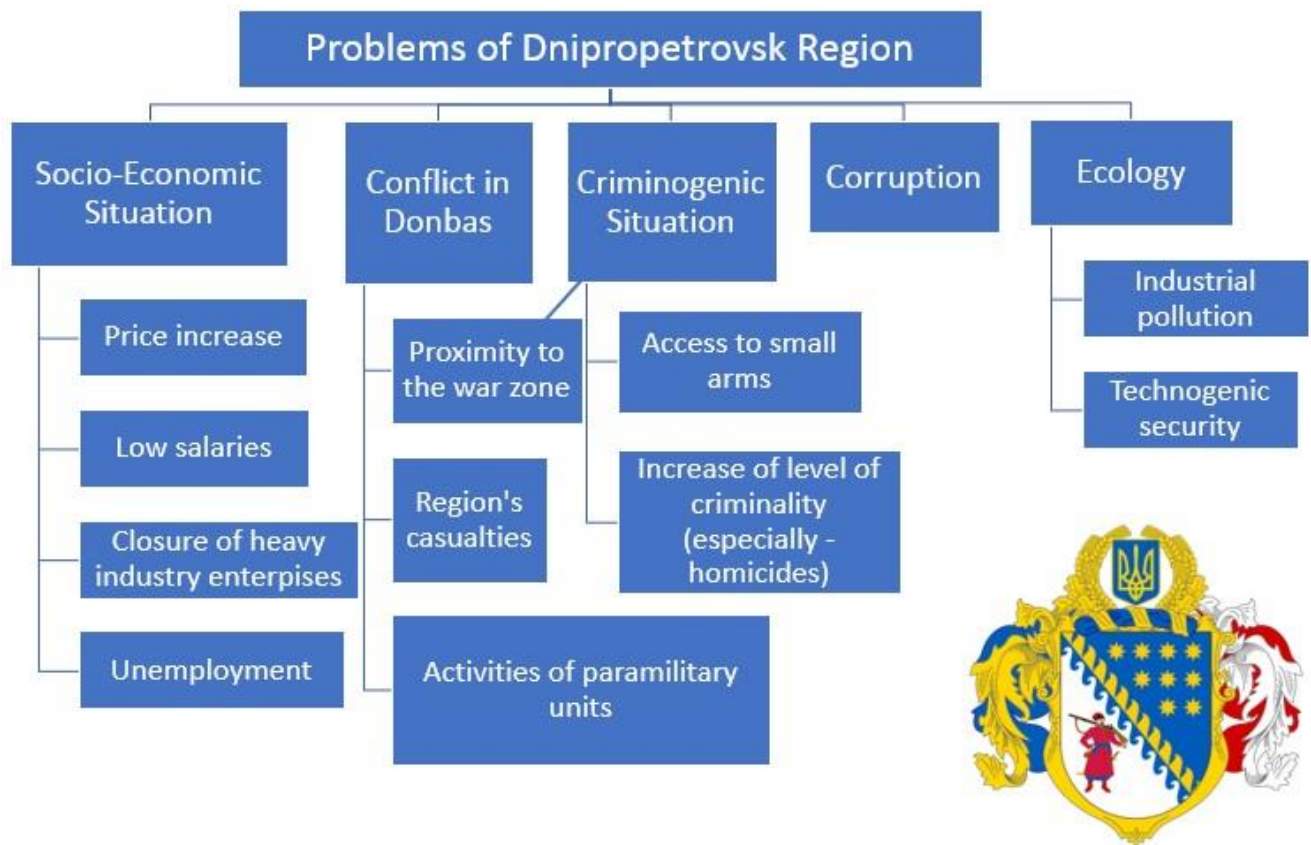 Problems of Dnipropetrovsk Region
Socio-Economic
Situation
Price increase
Low salaries
Closure of heavy
industry enterpises
Unemployment
Conflict in
Donbas
Proximity to
the war zone
Region's
casualties
Activities of paramilitary
units
Criminogenic
Situation
Access to small
arms
Increase of level of
criminality
(especially -
homicides)
Corruption
Ecology
Industrial
pollution
Technogenic
security